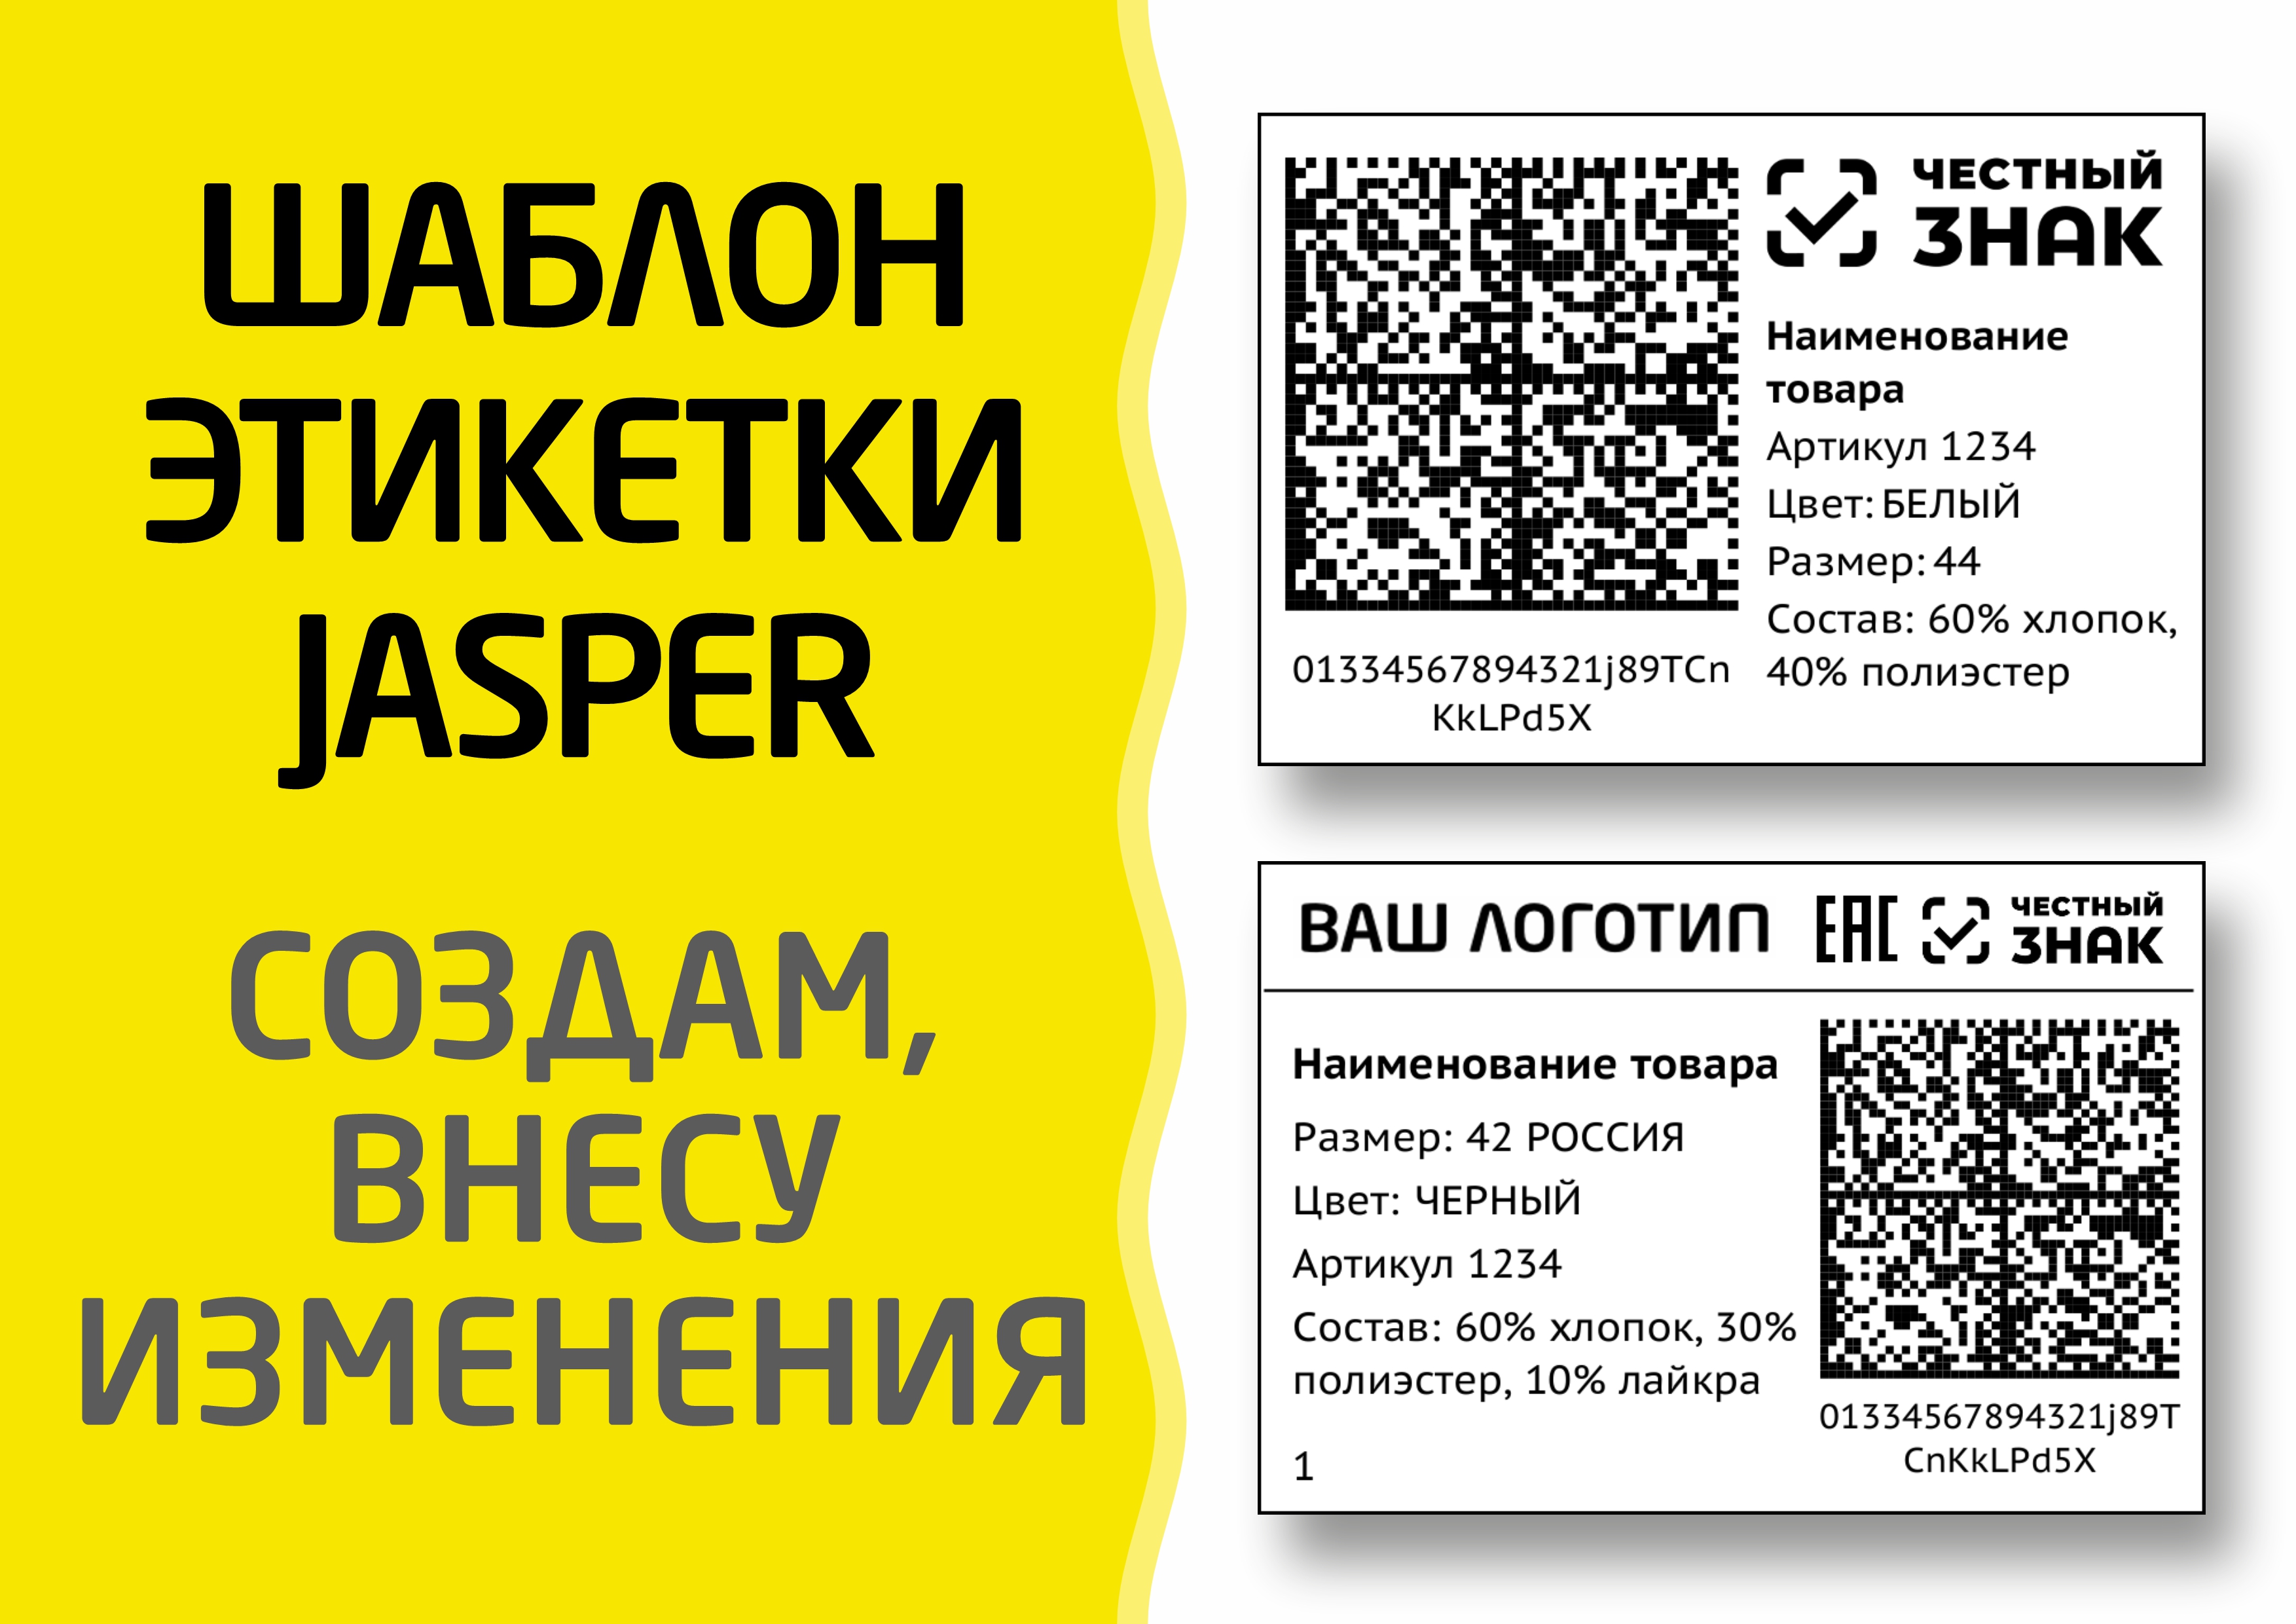 ШАБЛОН
ЭТИКЕТКИ
JASPER
СОЗДАМ,
ВНЕСУ
ИЗМЕНЕНИЯ
ЧЕСТНЫЙ
ЗНАК
Наименование
товара
Артикул 1234
Цвет: БЕЛЫЙ
Размер: 44
Состав: 60% хлопок,
40% полиэстер
01334567894321j89TCn
KkLPd5X
ВАШ ЛОГОТИП
EAC
ЧЕСТНЫЙ
ЗНАК
Наименование товара
Размер: 42 РОССИЯ
Цвет: ЧЕРНЫЙ
Артикул 1234
Состав: 60% хлопок, 30%
полиэстер, 10% лайкра
1
01334567894321j89T
CnKkLPd5X